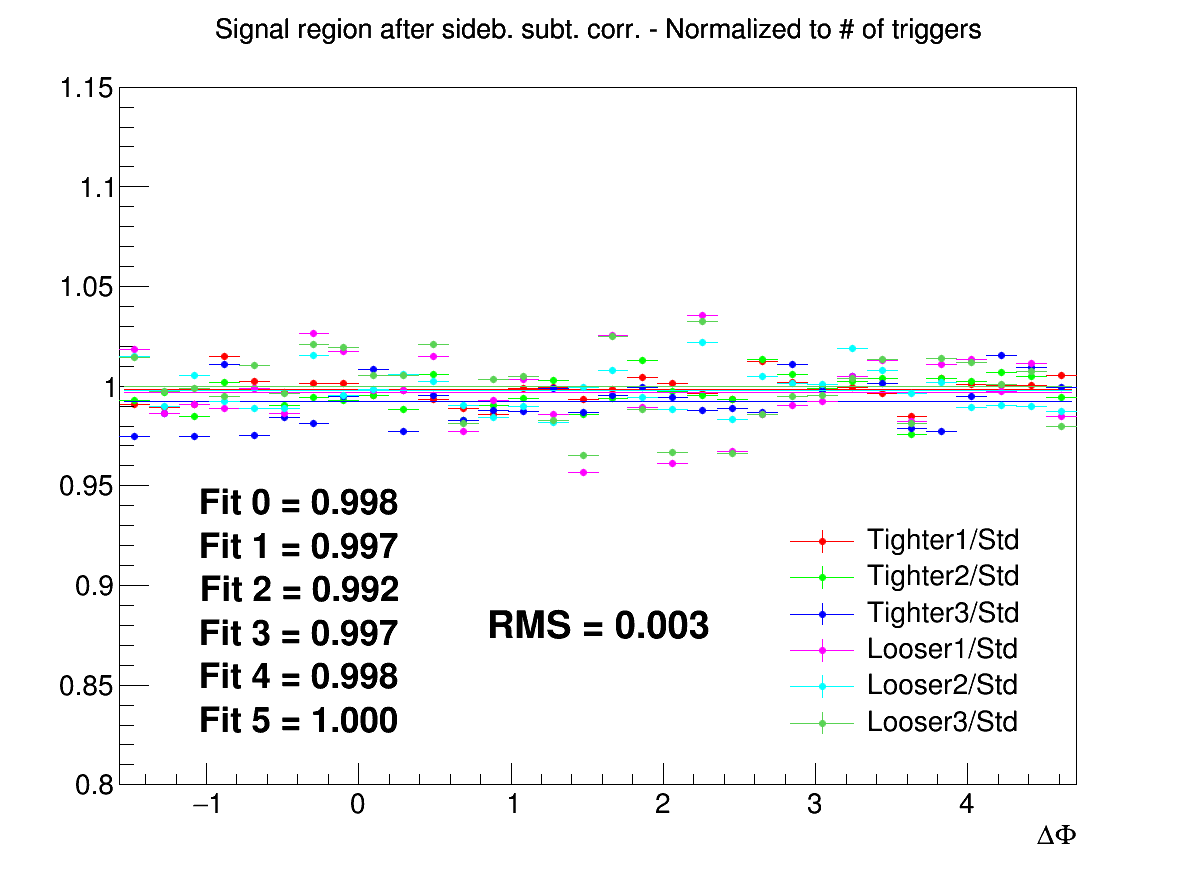 Signal region after sideb. subt. corr. - Normalized to # of triggers
1.15
1.1
1.05
1
0.95
0.9
0.85
0.8
Fit 0 = 0.998
Fit 1 = 0.997
Fit 2 = 0.992
Fit 3 = 0.997
Fit 4 = 0.998
Fit 5 = 1.000
RMS = 0.003
Tighter1/Std
Tighter2/Std
Tighter3/Std
Looser1/Std
Looser2/Std
Looser3/Std
−1 0 1 2 3 4
ΔΦ